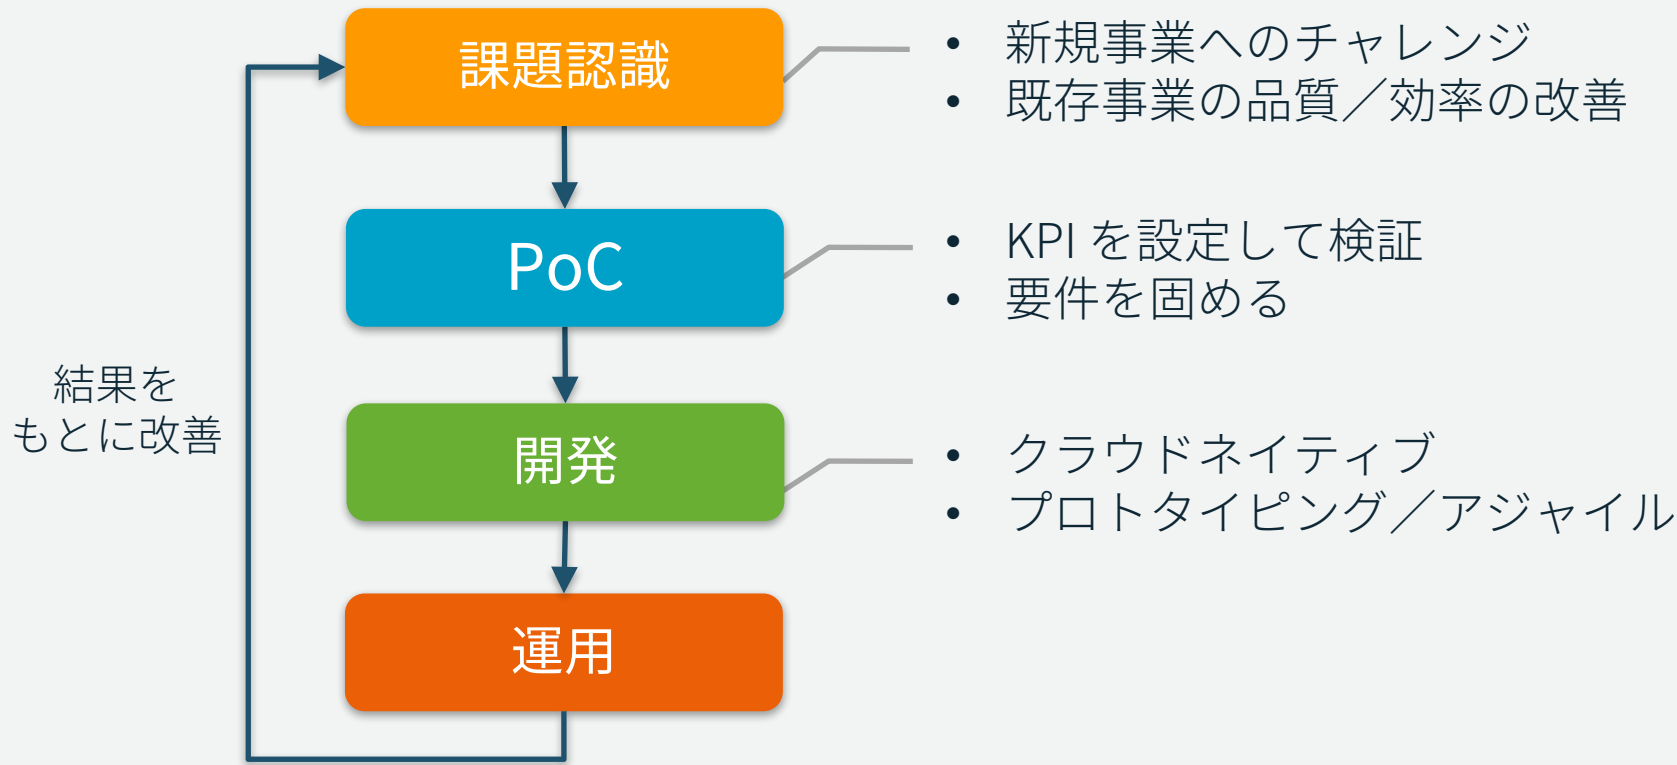 課題認識
• 新規事業へのチャレンジ
• 既存事業の品質／効率の改善
PoC
• KPI を設定して検証
• 要件を固める
結果を
もとに改善
開発
• クラウドネイティブ
• プロトタイピング／アジャイル
運用